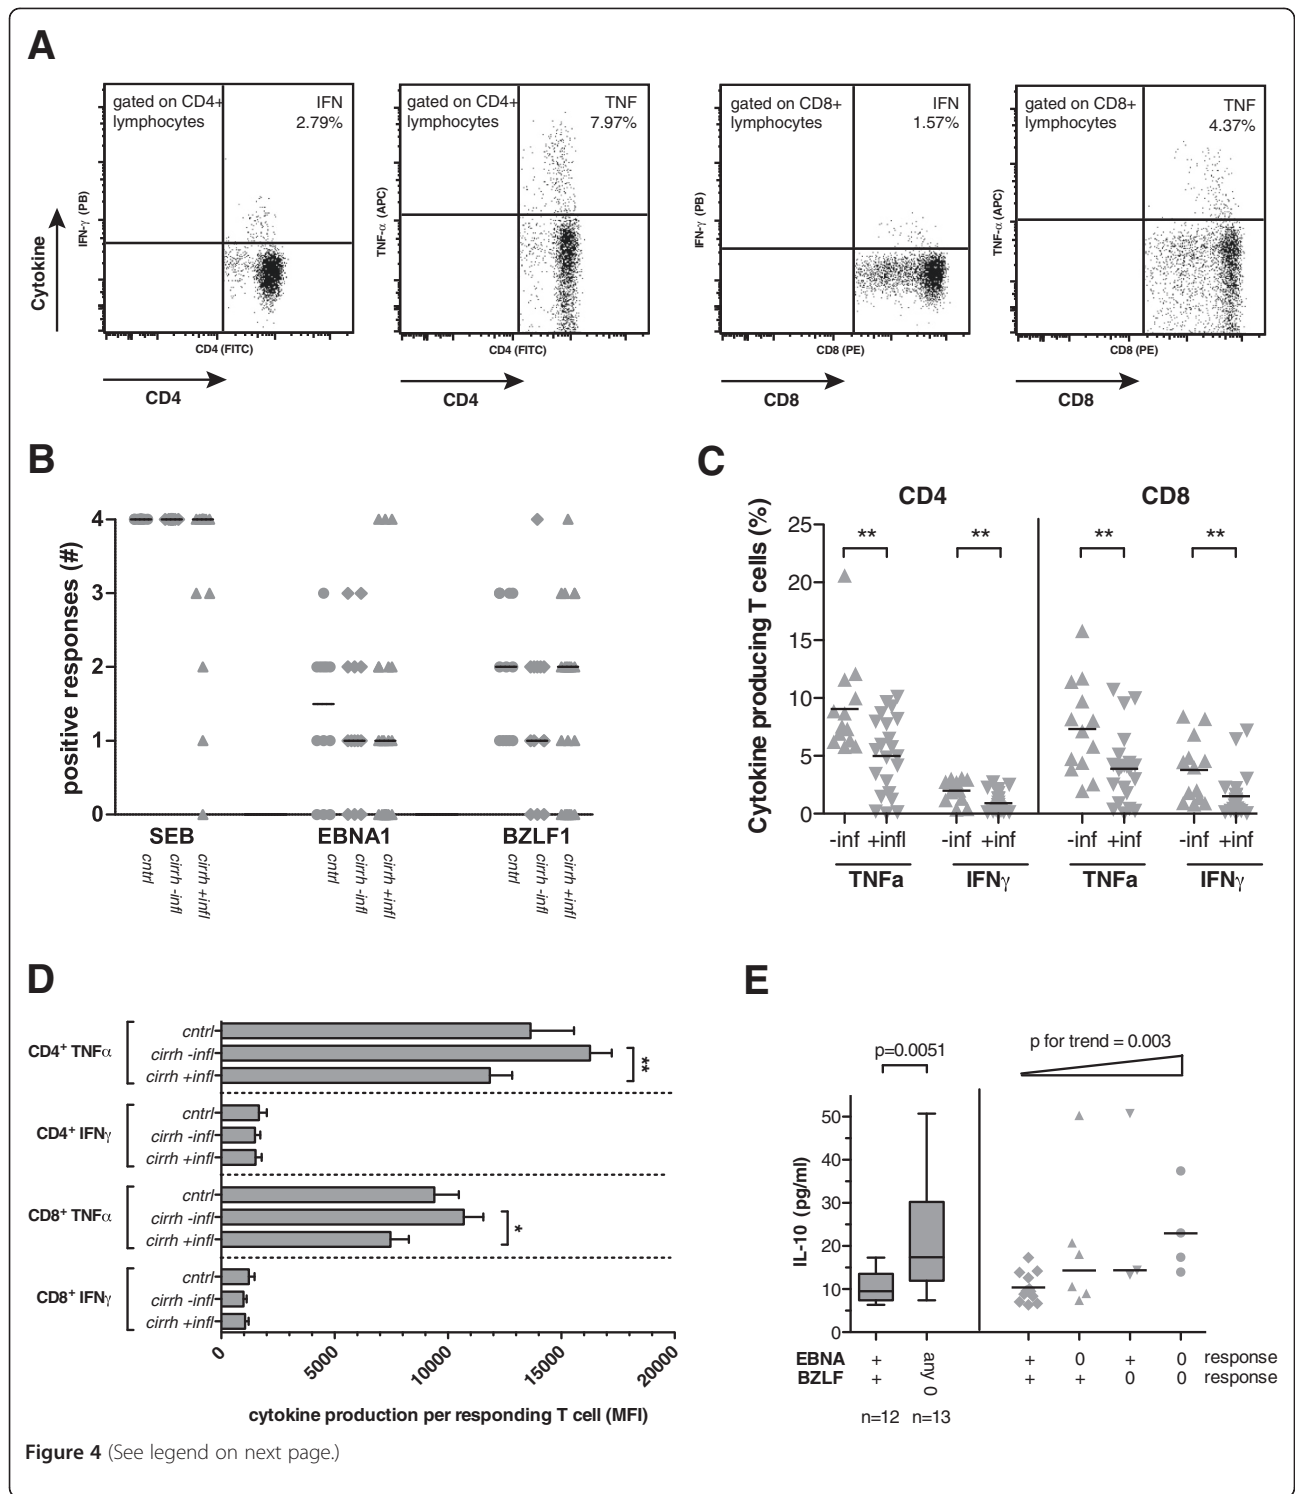 A
gated on CD4+
lymphocytes
IFN
2.79%
IFN-γ (PB)
CD4 (FITC)
CD4
Cytokine
gated on CD4+
lymphocytes
TNF
7.97%
TNF-α (APC)
CD4 (FITC)
CD4
gated on CD8+
lymphocytes
IFN
1.57%
IFN-γ (PB)
CD8 (PE)
CD8
gated on CD8+
lymphocytes
TNF
4.37%
TNF-α (APC)
CD8 (PE)
CD8
B
positive responses (#)
4
3
2
1
0
SEB EBNA1 BZLF1
cntrl cirrh -infl cirrh +infl cntrl cirrh -infl cirrh +infl cntrl cirrh -infl cirrh +infl
C
CD4 CD8
Cytokine producing T cells (%)
25
20
15
10
5
0
** ** ** **
-inf +infl -inf +inf -inf +inf -inf +inf
TNFa IFNγ TNFa IFNγ
D
CD4+ TNFα
cntrl
cirrh -infl
cirrh +infl
**
CD4+ IFNγ
cntrl
cirrh -infl
cirrh +infl
CD8+ TNFα
cntrl
cirrh -infl
cirrh +infl
*
CD8+ IFNγ
cntrl
cirrh -infl
cirrh +infl
0 5000 10000 15000 20000
cytokine production per responding T cell (MFI)
E
p=0.0051
p for trend = 0.003
IL-10 (pg/ml)
50
40
30
20
10
0
EBNA + any 0 + 0 + 0 response
BZLF + + + 0 0 response
n=12 n=13
Figure 4 (See legend on next page.)